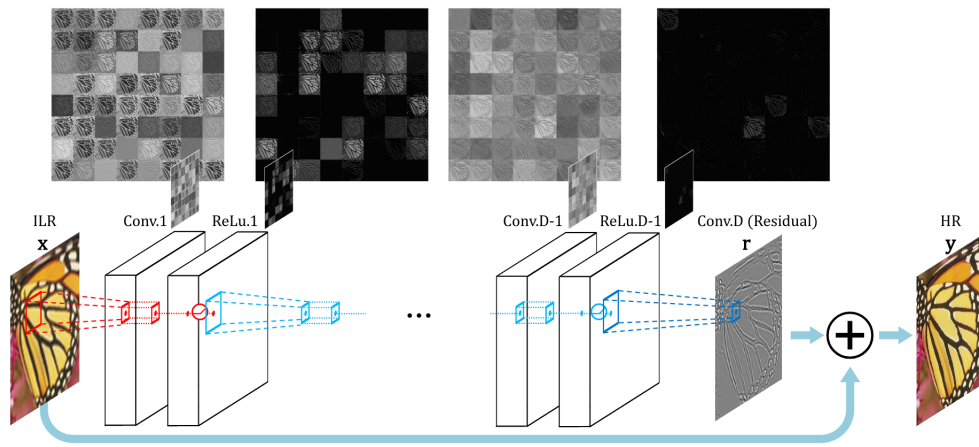 ILR
x
Conv.1
ReLu.1
...
Conv.D-1
ReLu.D-1
Conv.D (Residual)
r
HR
y